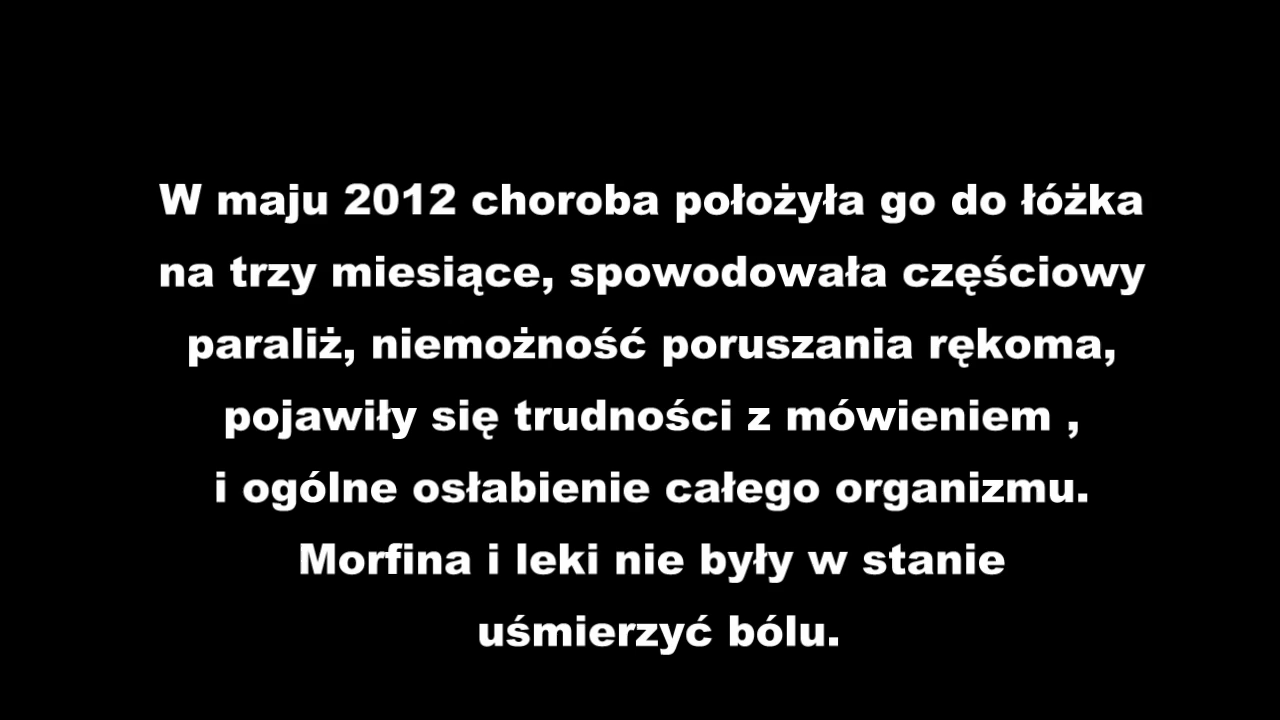 W maju 2012 choroba położyła go do łóżka
na trzy miesiące, spowodowała częściowy
paraliż, niemożność poruszania rękoma,
pojawiły się trudności z mówieniem ,
i ogólne osłabienie całego organizmu.
Morfina i leki nie były w stanie
uśmierzyć bólu.